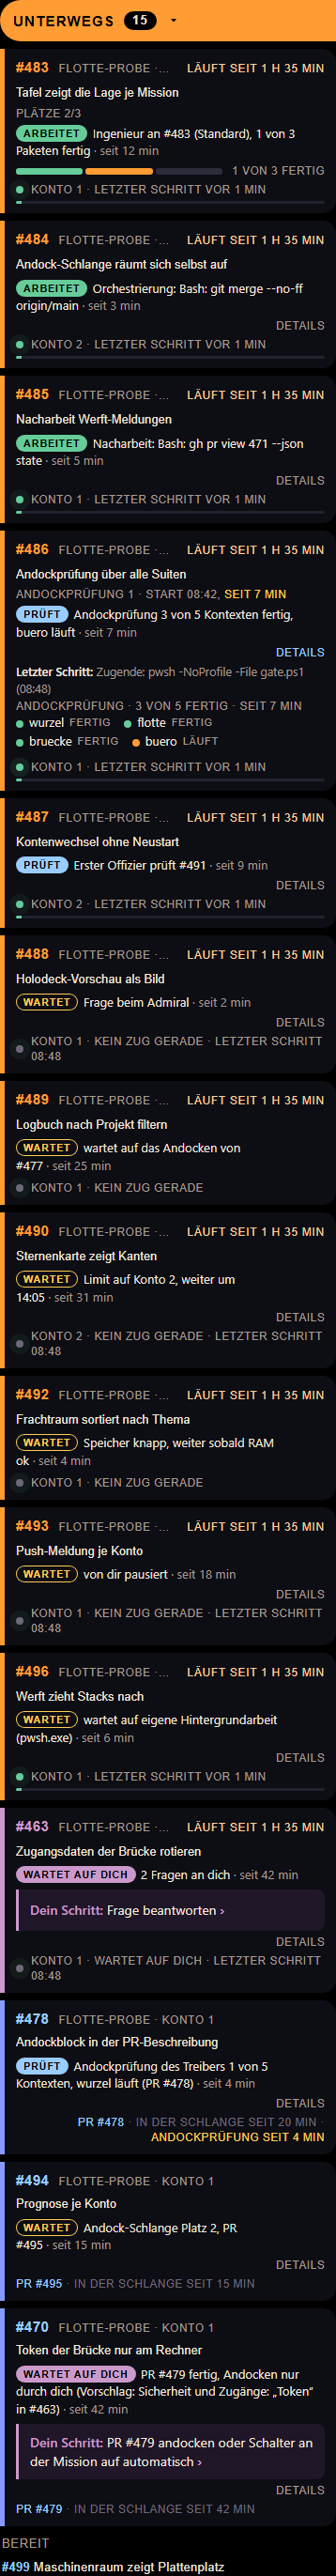 UNTERWEGS 15
#483 FLOTTE-PROBE ·… LÄUFT SEIT 1 H 35 MIN
Tafel zeigt die Lage je Mission
PLÄTZE 2/3
ARBEITET Ingenieur an #483 (Standard), 1 von 3
Paketen fertig · seit 12 min
1 VON 3 FERTIG
KONTO 1 · LETZTER SCHRITT VOR 1 MIN
#484 FLOTTE-PROBE ·… LÄUFT SEIT 1 H 35 MIN
Andock-Schlange räumt sich selbst auf
ARBEITET Orchestrierung: Bash: git merge --no-ff
origin/main · seit 3 min
DETAILS
KONTO 2 · LETZTER SCHRITT VOR 1 MIN
#485 FLOTTE-PROBE ·… LÄUFT SEIT 1 H 35 MIN
Nacharbeit Werft-Meldungen
ARBEITET Nacharbeit: Bash: gh pr view 471 --json
state · seit 5 min
DETAILS
KONTO 1 · LETZTER SCHRITT VOR 1 MIN
#486 FLOTTE-PROBE ·… LÄUFT SEIT 1 H 35 MIN
Andockprüfung über alle Suiten
ANDOCKPRÜFUNG 1 · START 08:42, SEIT 7 MIN
PRÜFT Andockprüfung 3 von 5 Kontexten fertig,
buero läuft · seit 7 min
DETAILS
Letzter Schritt: Zugende: pwsh -NoProfile -File gate.ps1
(08:48)
ANDOCKPRÜFUNG · 3 VON 5 FERTIG · SEIT 7 MIN
wurzel FERTIG flotte FERTIG
bruecke FERTIG buero LÄUFT
KONTO 1 · LETZTER SCHRITT VOR 1 MIN
#487 FLOTTE-PROBE ·… LÄUFT SEIT 1 H 35 MIN
Kontenwechsel ohne Neustart
PRÜFT Erster Offizier prüft #491 · seit 9 min
DETAILS
KONTO 2 · LETZTER SCHRITT VOR 1 MIN
#488 FLOTTE-PROBE ·… LÄUFT SEIT 1 H 35 MIN
Holodeck-Vorschau als Bild
WARTET Frage beim Admiral · seit 2 min
DETAILS
KONTO 1 · KEIN ZUG GERADE · LETZTER SCHRITT
08:48
#489 FLOTTE-PROBE ·… LÄUFT SEIT 1 H 35 MIN
Logbuch nach Projekt filtern
WARTET wartet auf das Andocken von
#477 · seit 25 min
KONTO 1 · KEIN ZUG GERADE
#490 FLOTTE-PROBE ·… LÄUFT SEIT 1 H 35 MIN
Sternenkarte zeigt Kanten
WARTET Limit auf Konto 2, weiter um
14:05 · seit 31 min
DETAILS
KONTO 2 · KEIN ZUG GERADE · LETZTER SCHRITT
08:48
#492 FLOTTE-PROBE ·… LÄUFT SEIT 1 H 35 MIN
Frachtraum sortiert nach Thema
WARTET Speicher knapp, weiter sobald RAM
ok · seit 4 min
KONTO 1 · KEIN ZUG GERADE
#493 FLOTTE-PROBE ·… LÄUFT SEIT 1 H 35 MIN
Push-Meldung je Konto
WARTET von dir pausiert · seit 18 min
DETAILS
KONTO 1 · KEIN ZUG GERADE · LETZTER SCHRITT
08:48
#496 FLOTTE-PROBE ·… LÄUFT SEIT 1 H 35 MIN
Werft zieht Stacks nach
WARTET wartet auf eigene Hintergrundarbeit
(pwsh.exe) · seit 6 min
DETAILS
KONTO 1 · LETZTER SCHRITT VOR 1 MIN
#463 FLOTTE-PROBE ·… LÄUFT SEIT 1 H 35 MIN
Zugangsdaten der Brücke rotieren
WARTET AUF DICH 2 Fragen an dich · seit 42 min
Dein Schritt: Frage beantworten ›
DETAILS
KONTO 1 · WARTET AUF DICH · LETZTER SCHRITT
08:48
#478 FLOTTE-PROBE · KONTO 1
Andockblock in der PR-Beschreibung
PRÜFT Andockprüfung des Treibers 1 von 5
Kontexten, wurzel läuft (PR #478) · seit 4 min
DETAILS
PR #478 · IN DER SCHLANGE SEIT 20 MIN ·
ANDOCKPRÜFUNG SEIT 4 MIN
#494 FLOTTE-PROBE · KONTO 1
Prognose je Konto
WARTET Andock-Schlange Platz 2, PR
#495 · seit 15 min
DETAILS
PR #495 · IN DER SCHLANGE SEIT 15 MIN
#470 FLOTTE-PROBE · KONTO 1
Token der Brücke nur am Rechner
WARTET AUF DICH PR #479 fertig, Andocken nur
durch dich (Vorschlag: Sicherheit und Zugänge: „Token“
in #463) · seit 42 min
Dein Schritt: PR #479 andocken oder Schalter an
der Mission auf automatisch ›
DETAILS
PR #479 · IN DER SCHLANGE SEIT 42 MIN
BEREIT
#499 Maschinenraum zeigt Plattenplatz